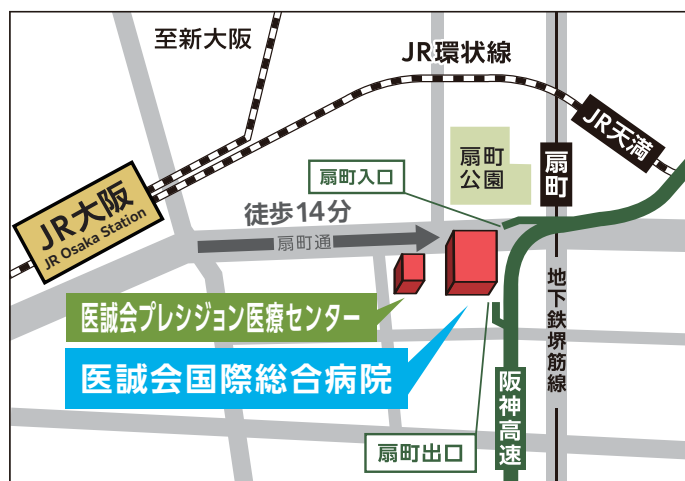 至新大阪
JR環状線
JR天満
扇町
公園
扇町
扇町入口
JR大阪
JR Osaka Station
徒歩14分
扇町通
医誠会プレシジョン医療センター
医誠会国際総合病院
地下鉄堺筋線
阪神高速
扇町出口